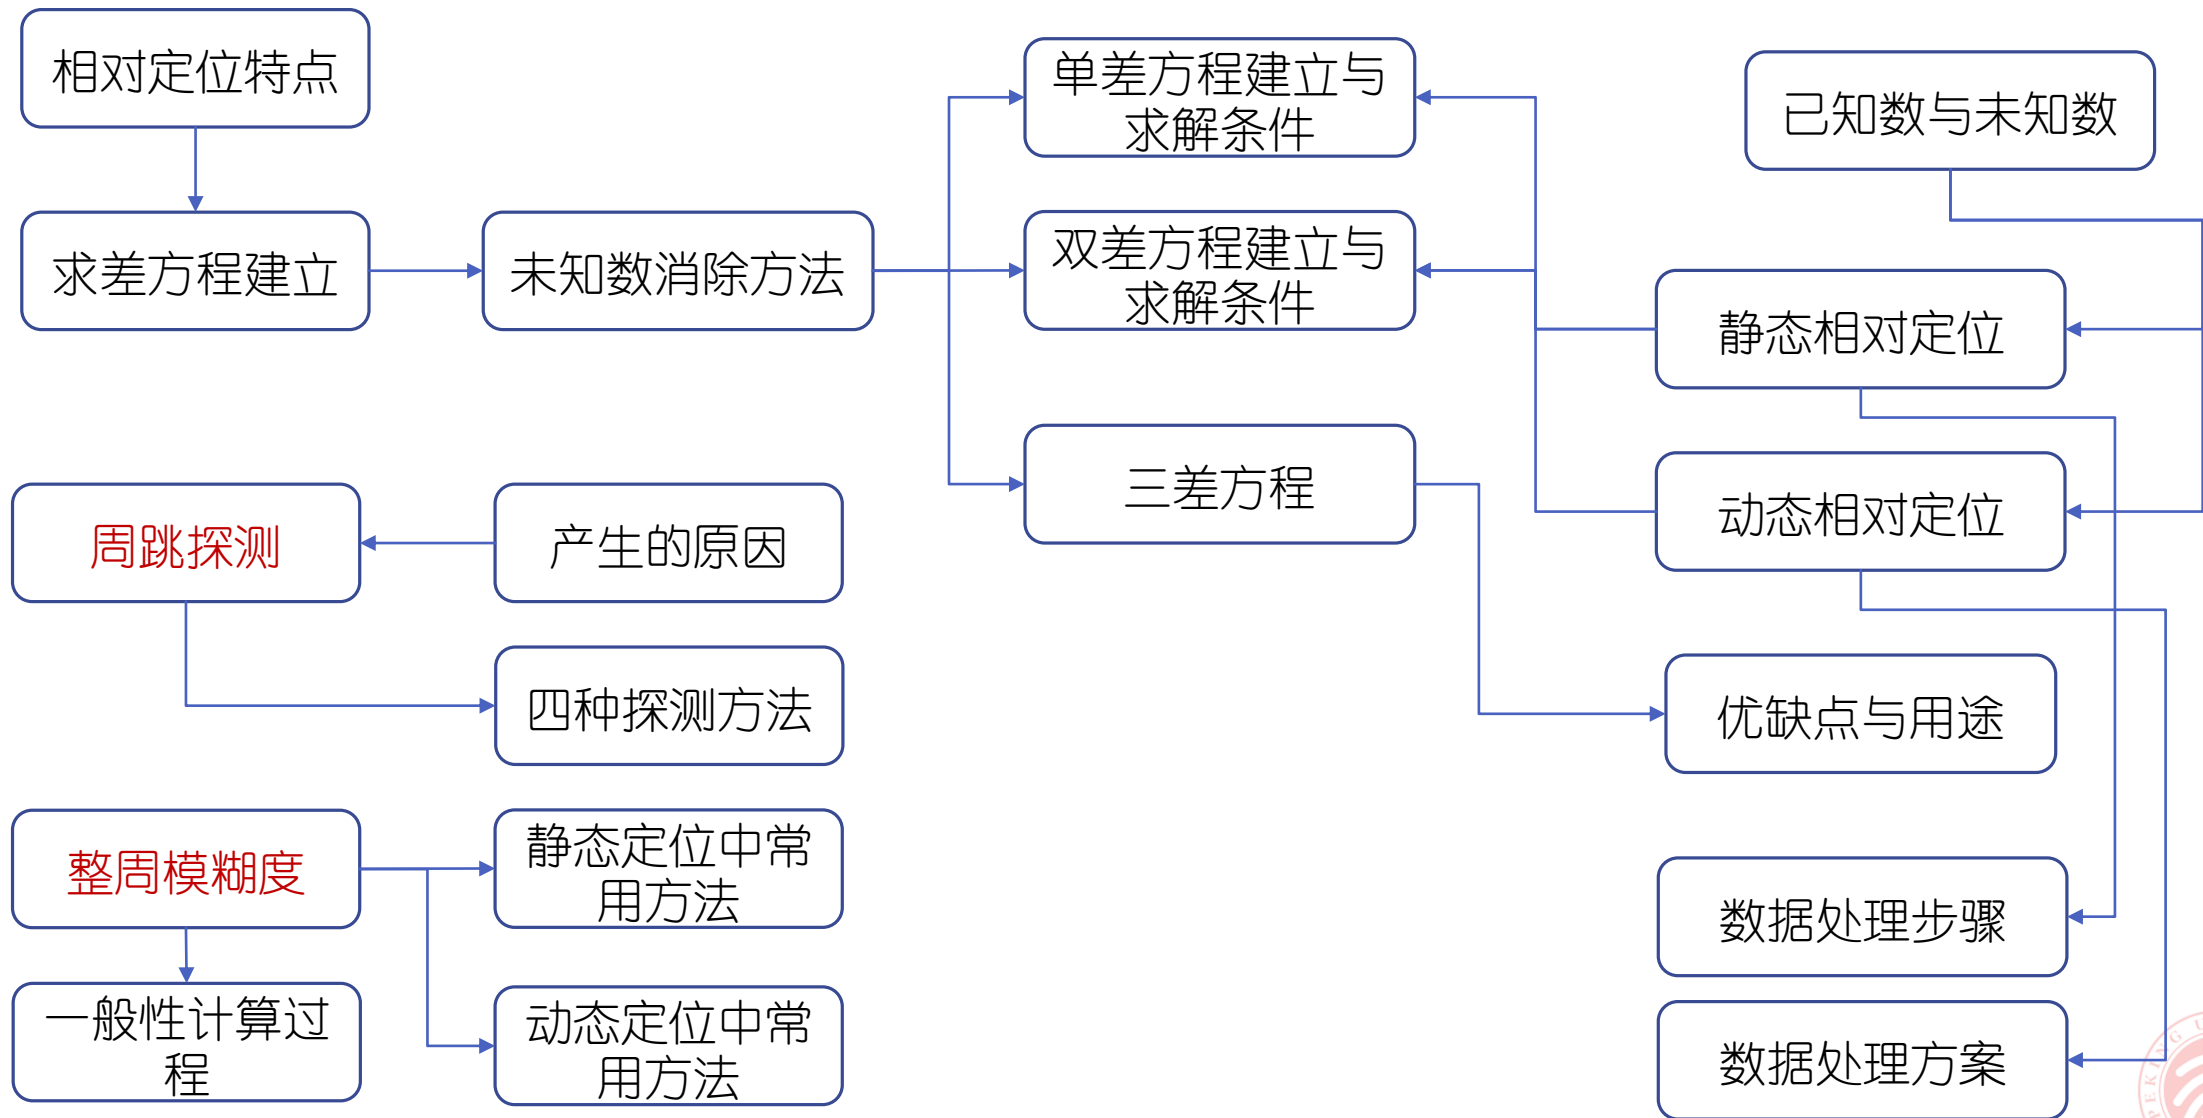 相对定位特点
求差方程建立
未知数消除方法
单差方程建立与
求解条件
双差方程建立与
求解条件
三差方程
已知数与未知数
静态相对定位
动态相对定位
优缺点与用途
数据处理步骤
数据处理方案
周跳探测
产生的原因
四种探测方法
整周模糊度
静态定位中常
用方法
一般性计算过
程
动态定位中常
用方法
PEKING U